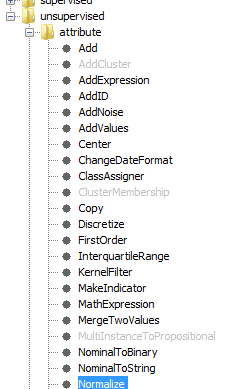 supervised
unsupervised
attribute
Add
AddCluster
AddExpression
AddID
AddNoise
AddValues
Center
ChangeDateFormat
ClassAssigner
ClusterMembership
Copy
Discretize
FirstOrder
InterquartileRange
KernelFilter
MakeIndicator
MathExpression
MergeTwoValues
MultiInstanceToPropositional
NominalToBinary
NominalToString
Normalize